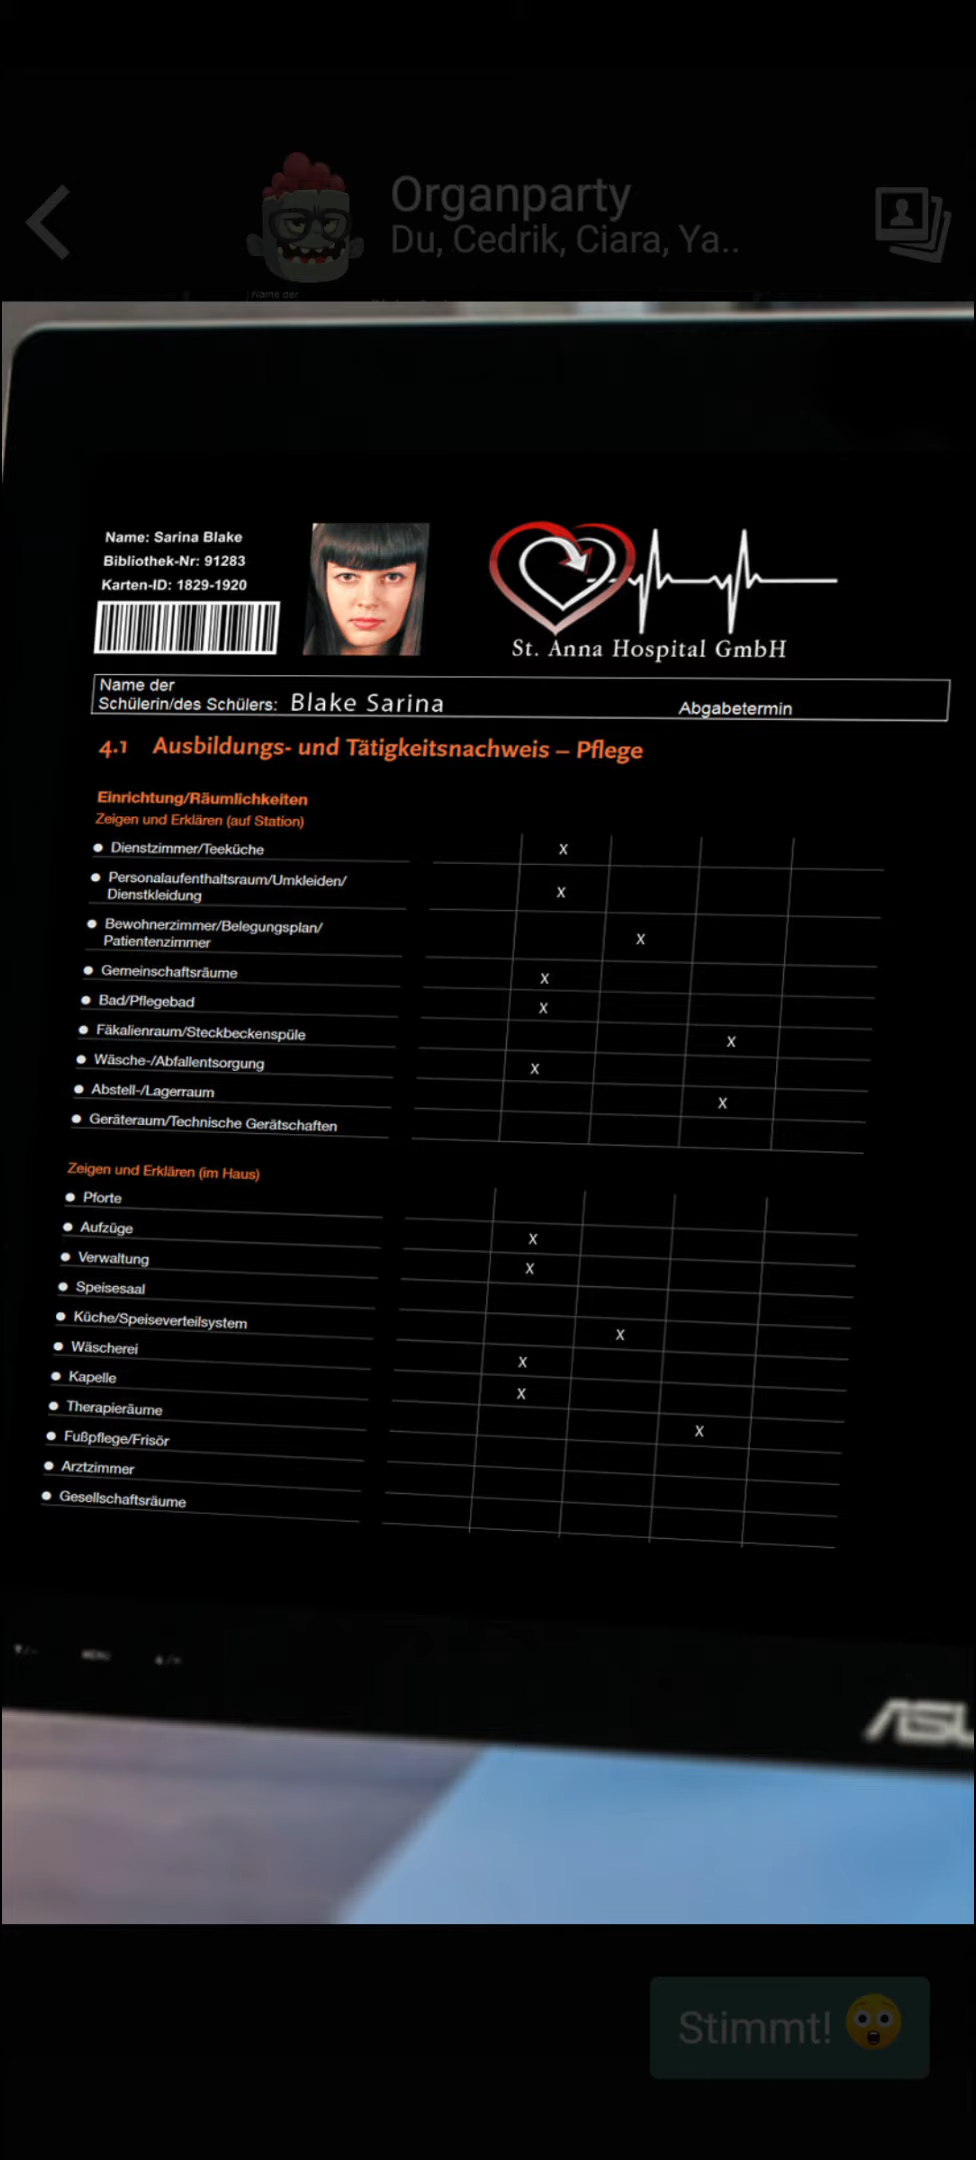 Organparty
Du, Cedrik, Ciara, Ya..
Name der
Name: Sarina Blake
Bibliothek-Nr: 91283
Karten-ID: 1829-1920
St. Anna Hospital GmbH
Name der
Schülerin/des Schülers: Blake Sarina Abgabetermin
4.1 Ausbildungs- und Tätigkeitsnachweis – Pflege
Einrichtung/Räumlichkeiten
Zeigen und Erklären (auf Station)
● Dienstzimmer/Teeküche X
● Personalaufenthaltsraum/Umkleiden/
Dienstkleidung X
● Bewohnerzimmer/Belegungsplan/
Patientenzimmer X
● Gemeinschaftsräume X
● Bad/Pflegebad X
● Fäkalienraum/Steckbeckenspüle X
● Wäsche-/Abfallentsorgung X
● Abstell-/Lagerraum X
● Geräteraum/Technische Gerätschaften
Zeigen und Erklären (im Haus)
● Pforte
● Aufzüge X
● Verwaltung X
● Speisesaal
● Küche/Speiseverteilsystem X
● Wäscherei X
● Kapelle X
● Therapieräume X
● Fußpflege/Frisör
● Arztzimmer
● Gesellschaftsräume
MENU
Stimmt! 😲